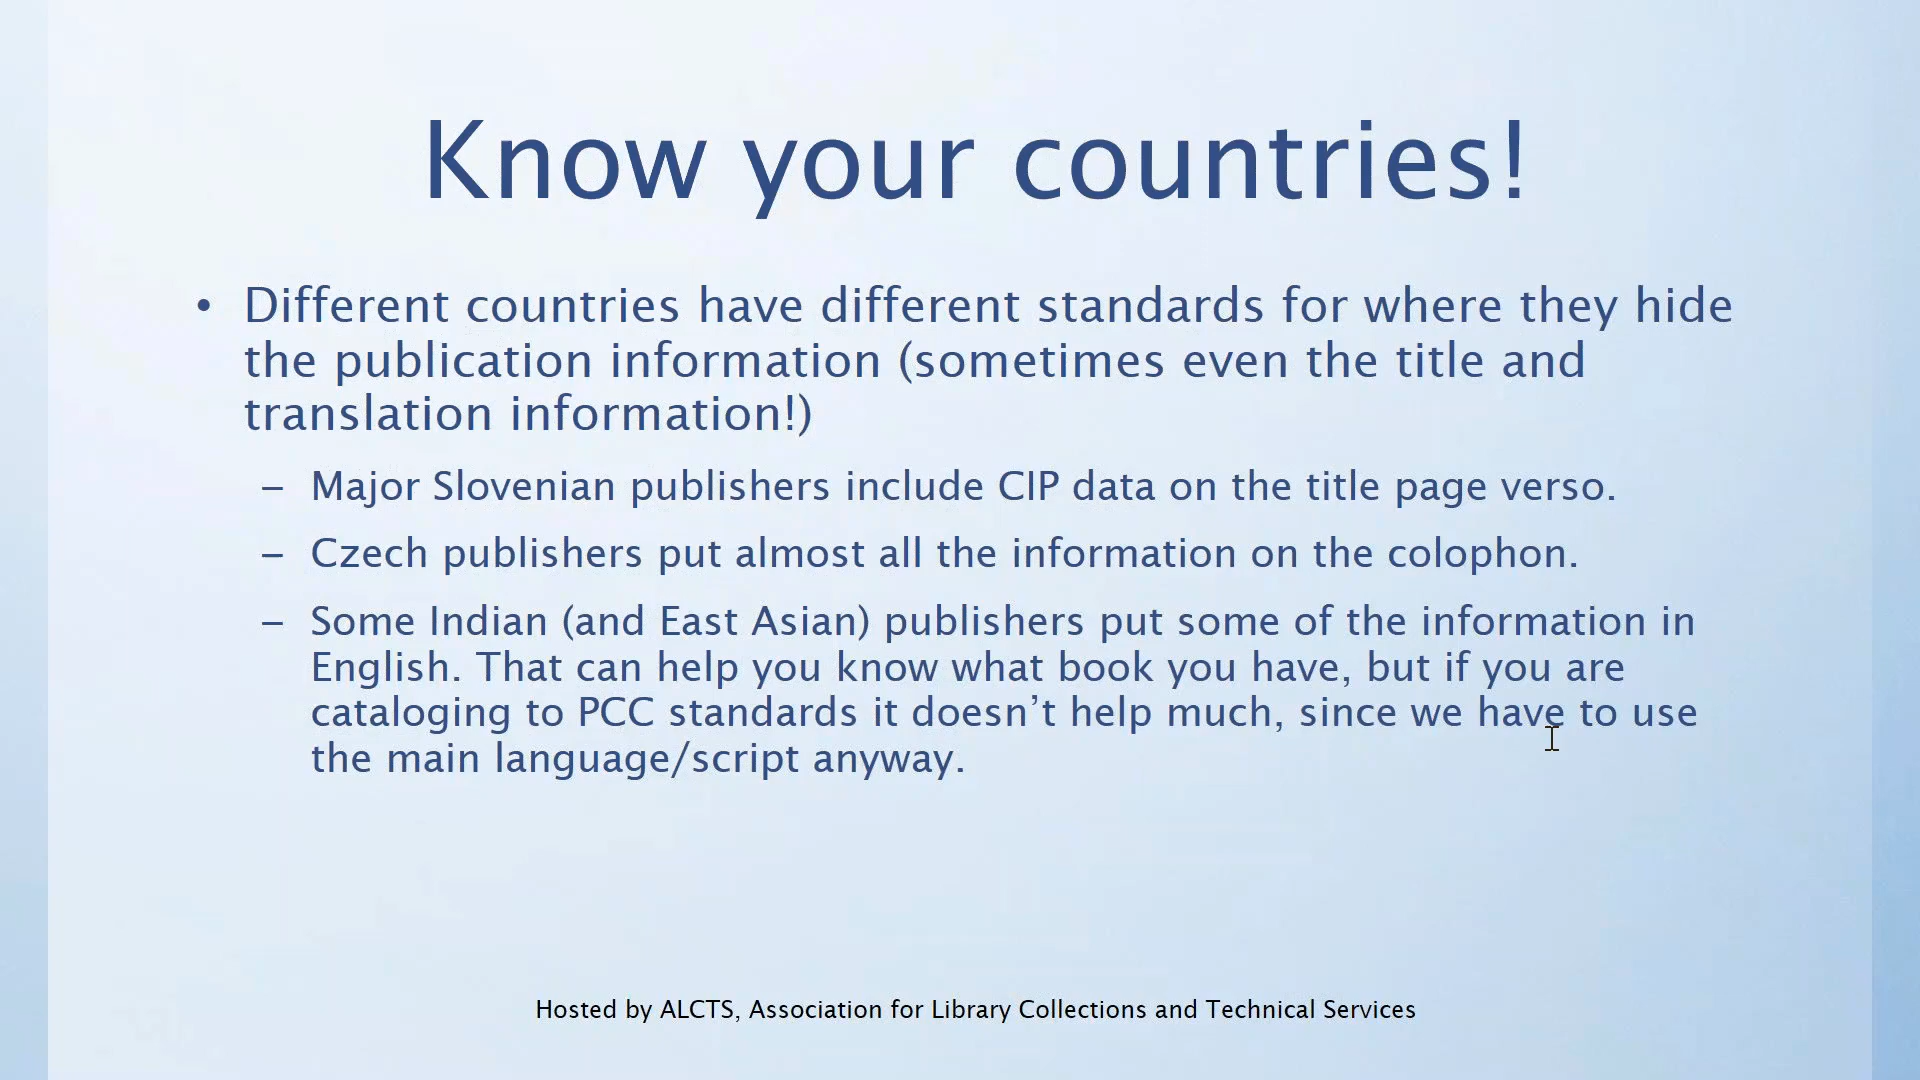 Know your countries!
• Different countries have different standards for where they hide
the publication information (sometimes even the title and
translation information!)
– Major Slovenian publishers include CIP data on the title page verso.
– Czech publishers put almost all the information on the colophon.
– Some Indian (and East Asian) publishers put some of the information in
English. That can help you know what book you have, but if you are
cataloging to PCC standards it doesn’t help much, since we have to use
the main language/script anyway.
Hosted by ALCTS, Association for Library Collections and Technical Services